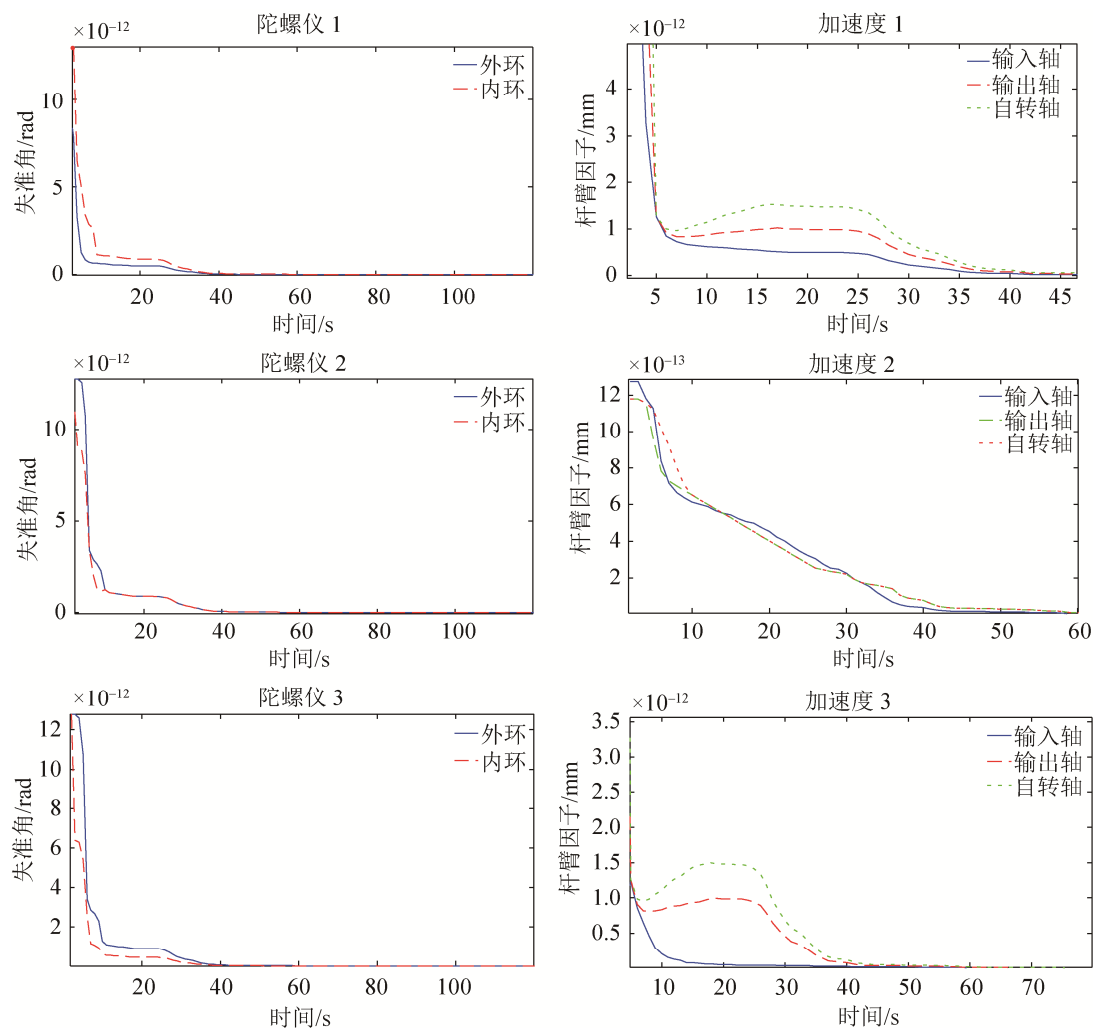 ×10⁻¹²
陀螺仪 1
外环
内环
失准角/rad
10
5
0
20
40
60
80
100
时间/s
×10⁻¹²
加速度 1
输入轴
输出轴
自转轴
杆臂因子/mm
4
3
2
1
0
5
10
15
20
25
30
35
40
45
时间/s
×10⁻¹²
陀螺仪 2
外环
内环
失准角/rad
10
5
0
20
40
60
80
100
时间/s
×10⁻¹³
加速度 2
输入轴
输出轴
自转轴
杆臂因子/mm
12
10
8
6
4
2
10
20
30
40
50
60
时间/s
×10⁻¹²
陀螺仪 3
外环
内环
失准角/rad
12
10
8
6
4
2
20
40
60
80
100
时间/s
×10⁻¹²
加速度 3
输入轴
输出轴
自转轴
杆臂因子/mm
3.5
3.0
2.5
2.0
1.5
1.0
0.5
10
20
30
40
50
60
70
时间/s